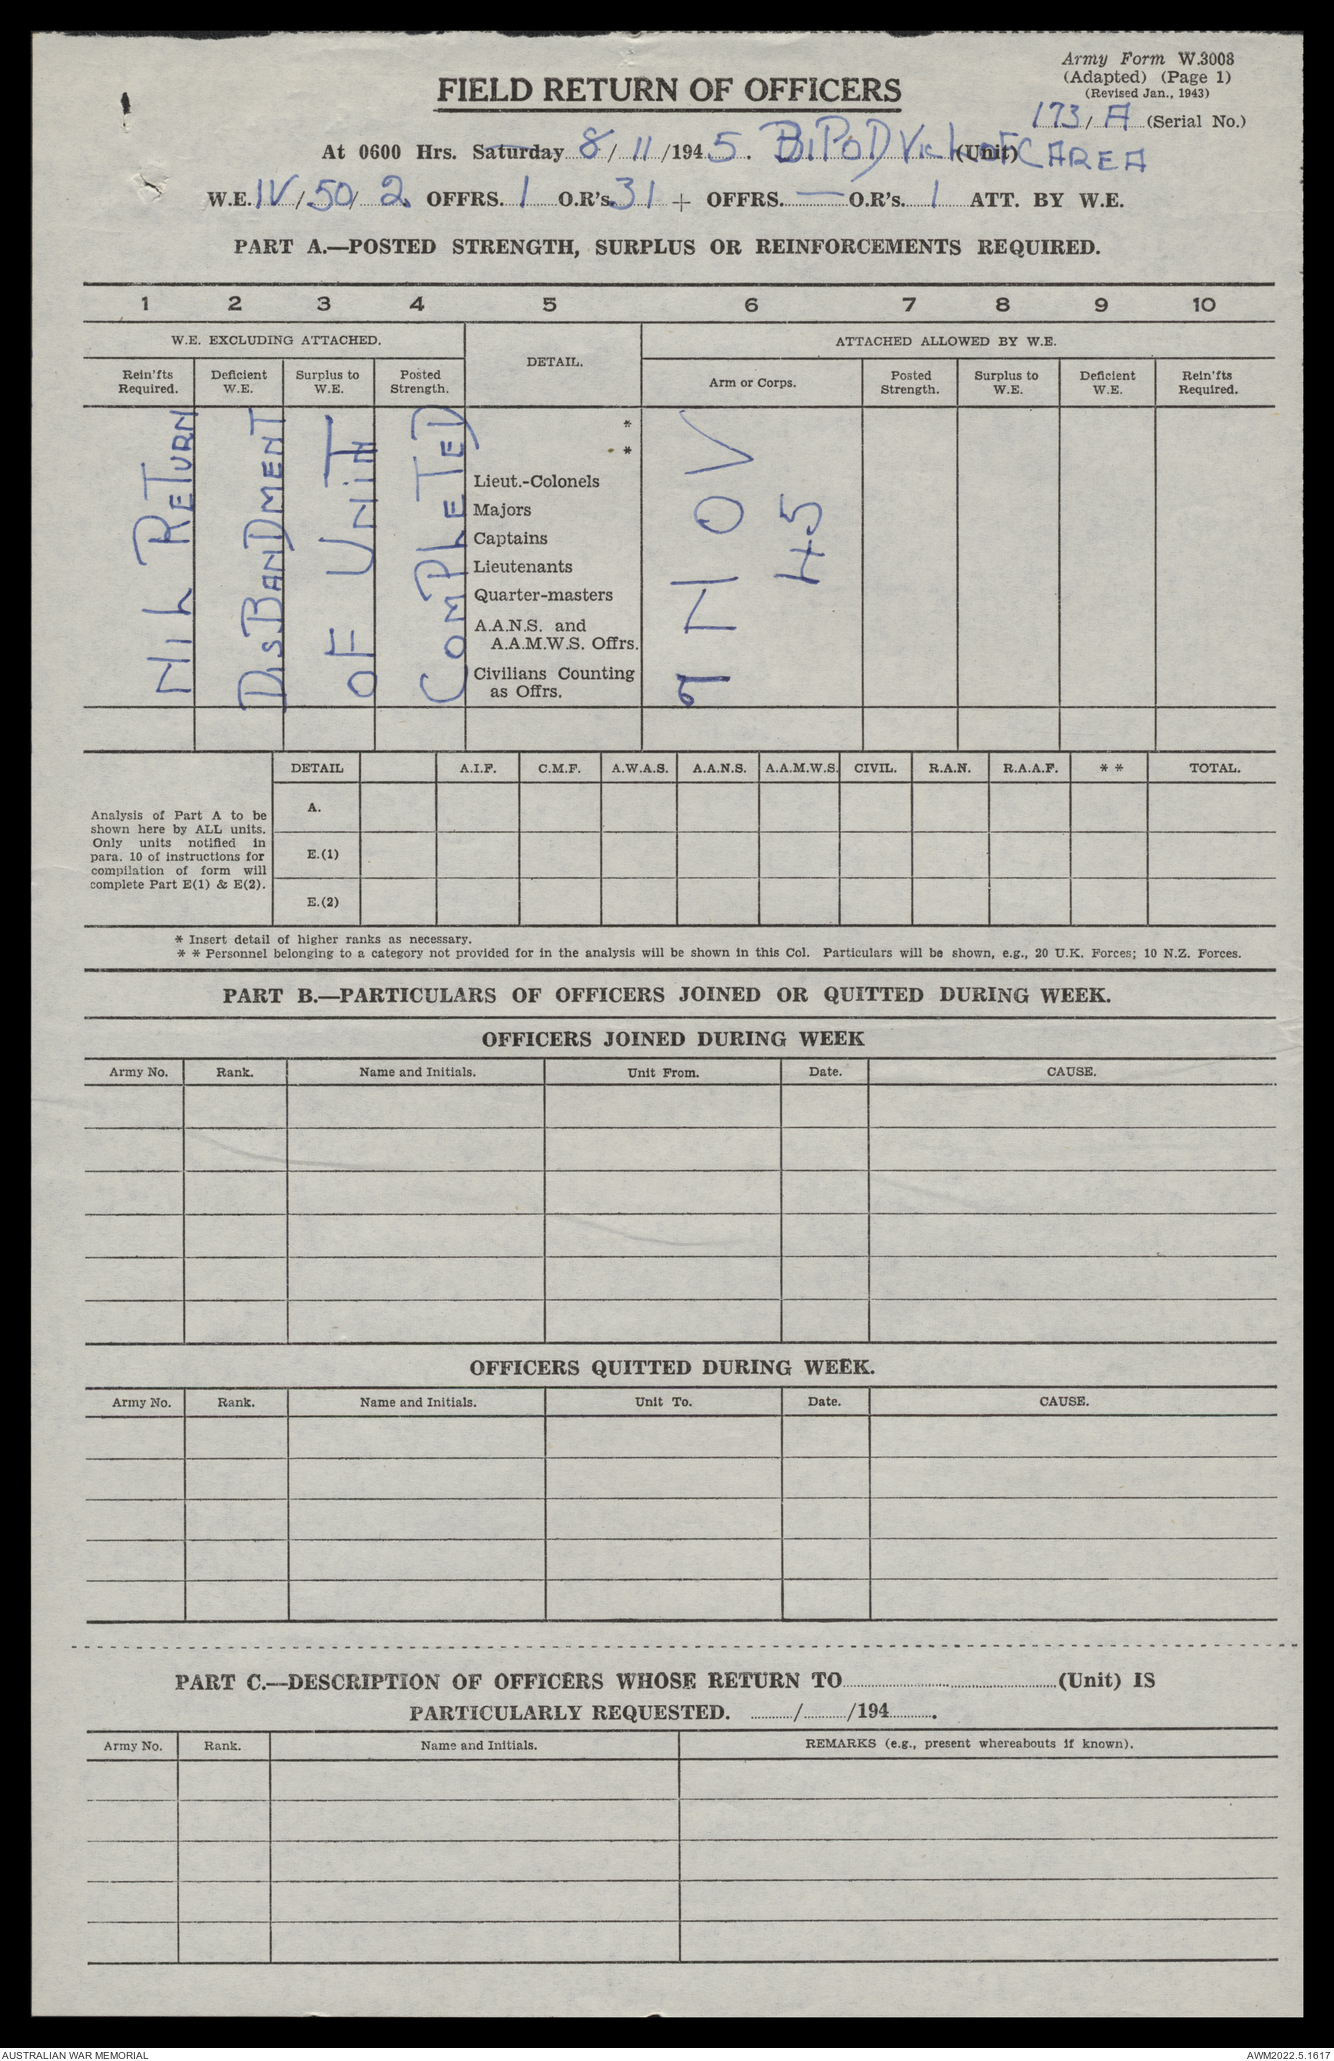 Army Form W.3008
(Adapted) (Page 1)
(Revised Jan., 1943)
FIELD RETURN OF OFFICERS
173/A (Serial No.)
At 0600 Hrs. Saturday 8/11/1945. BIPOD Vic L of C AREA (Unit)
W.E. IV/50/2 OFFRS. 1 O.R's. 31 + OFFRS. — O.R's. 1 ATT. BY W.E.
PART A.—POSTED STRENGTH, SURPLUS OR REINFORCEMENTS REQUIRED.
1 2 3 4 5 6 7 8 9 10
W.E. EXCLUDING ATTACHED. DETAIL. ATTACHED ALLOWED BY W.E.
Rein'fts Required. Deficient W.E. Surplus to W.E. Posted Strength. Arm or Corps. Posted Strength. Surplus to W.E. Deficient W.E. Rein'fts Required.
NIL RETURN
DISBANDMENT
OF UNIT
COMPLETED
*
*
Lieut.-Colonels
Majors
Captains
Lieutenants
Quarter-masters
A.A.N.S. and
A.A.M.W.S. Offrs.
Civilians Counting
as Offrs.
9 NOV
45
DETAIL A.I.F. C.M.F. A.W.A.S. A.A.N.S. A.A.M.W.S. CIVIL. R.A.N. R.A.A.F. * * TOTAL.
Analysis of Part A to be
shown here by ALL units.
Only units notified in
para. 10 of instructions for
compilation of form will
complete Part E(1) & E(2).
A.
E.(1)
E.(2)
* Insert detail of higher ranks as necessary.
* * Personnel belonging to a category not provided for in the analysis will be shown in this Col. Particulars will be shown, e.g., 20 U.K. Forces; 10 N.Z. Forces.
PART B.—PARTICULARS OF OFFICERS JOINED OR QUITTED DURING WEEK.
OFFICERS JOINED DURING WEEK
Army No. Rank. Name and Initials. Unit From. Date. CAUSE.
OFFICERS QUITTED DURING WEEK.
Army No. Rank. Name and Initials. Unit To. Date. CAUSE.
PART C.—DESCRIPTION OF OFFICERS WHOSE RETURN TO (Unit) IS
PARTICULARLY REQUESTED. / /194 .
Army No. Rank. Name and Initials. REMARKS (e.g., present whereabouts if known).
AUSTRALIAN WAR MEMORIAL AWM2022.5.1617